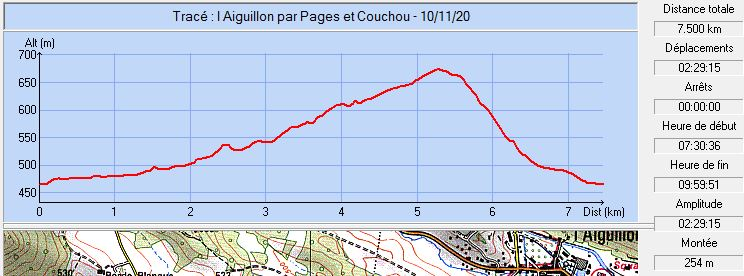 Tracé : l Aiguillon par Pages et Couchou - 10/11/20
Alt (m)
700
650
600
550
500
450
0 1 2 3 4 5 6 7 Dist (km)
Distance totale
7.500 km
Déplacements
02:29:15
Arrêts
00:00:00
Heure de début
07:30:36
Heure de fin
09:59:51
Amplitude
02:29:15
Montée
254 m
l'Aiguillon
530
527